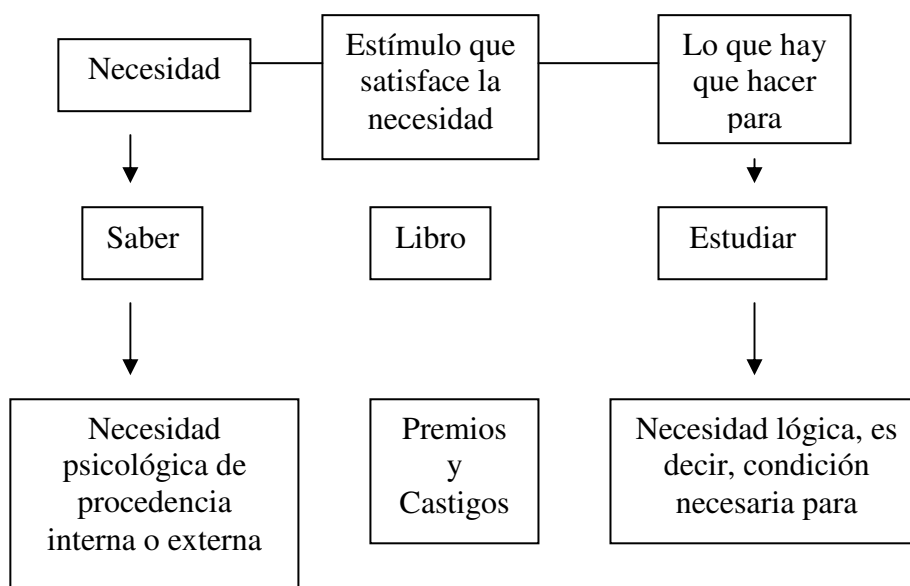 Necesidad
Estímulo que
satisface la
necesidad
Lo que hay
que hacer
para
Saber
Libro
Estudiar
Necesidad
psicológica de
procedencia
interna o externa
Premios
y
Castigos
Necesidad lógica, es
decir, condición
necesaria para